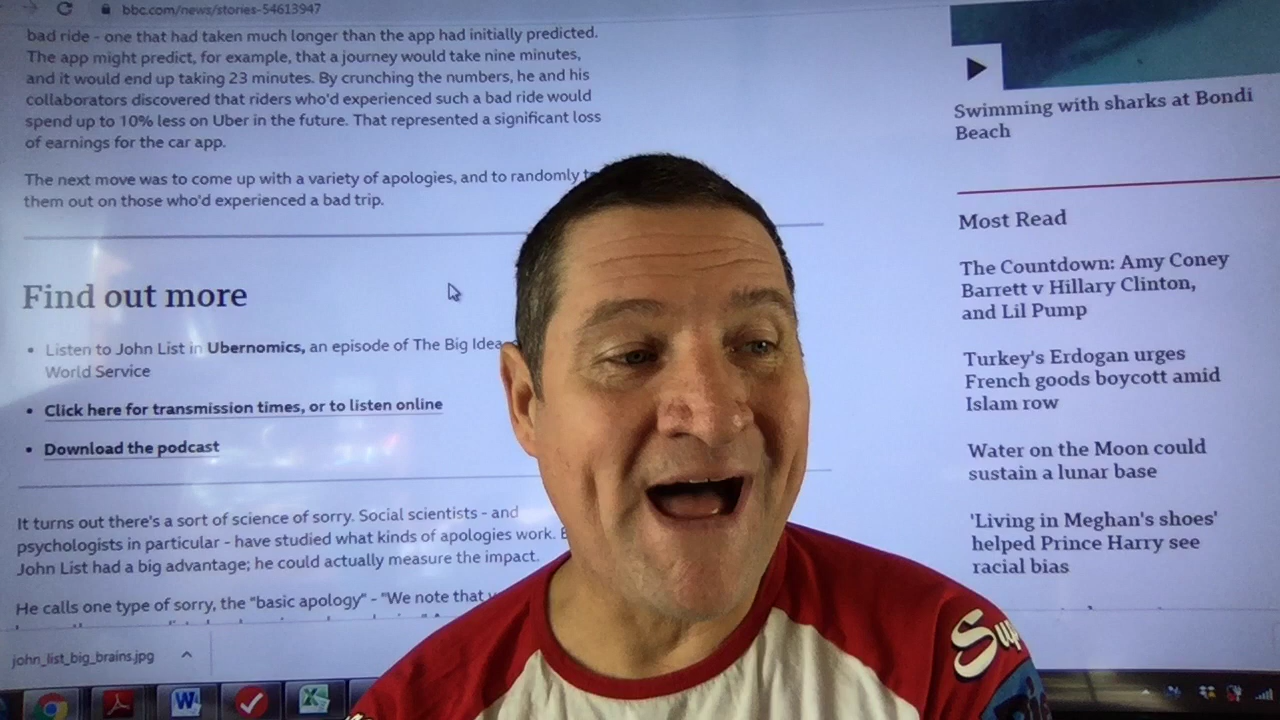 bbc.com/news/stories-54613947
bad ride - one that had taken much longer than the app had initially predicted.
The app might predict, for example, that a journey would take nine minutes,
and it would end up taking 23 minutes. By crunching the numbers, he and his
collaborators discovered that riders who'd experienced such a bad ride would
spend up to 10% less on Uber in the future. That represented a significant loss
of earnings for the car app.
The next move was to come up with a variety of apologies, and to randomly
them out on those who'd experienced a bad trip.
Find out more
• Listen to John List in Ubernomics, an episode of The Big Idea
World Service
• Click here for transmission times, or to listen online
• Download the podcast
It turns out there's a sort of science of sorry. Social scientists - and
psychologists in particular - have studied what kinds of apologies work.
John List had a big advantage; he could actually measure the impact.
He calls one type of sorry, the "basic apology" - "We note that
john_list_big_brains.jpg
Swimming with sharks at Bondi
Beach
Most Read
The Countdown: Amy Coney
Barrett v Hillary Clinton,
and Lil Pump
Turkey's Erdogan urges
French goods boycott amid
Islam row
Water on the Moon could
sustain a lunar base
'Living in Meghan's shoes'
helped Prince Harry see
racial bias
Sup
W
X